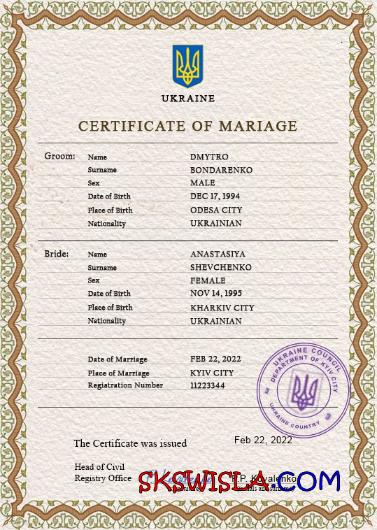 UKRAINE
CERTIFICATE OF MARIAGE
Groom: Name DMYTRO
Surname BONDARENKO
Sex MALE
Date of Birth DEC 17, 1994
Place of Birth ODESA CITY
Nationality UKRAINIAN
Bride: Name ANASTASIYA
Surname SHEVCHENKO
Sex FEMALE
Date of Birth NOV 14, 1995
Place of Birth KHARKIV CITY
Nationality UKRAINIAN
Date of Marriage FEB 22, 2022
Place of Marriage KYIV CITY
Registration Number 11223344
UKRAINE COUNCIL
DEPARTMENT OF KYIV CITY
UKRAINE COUNTRY
The Certificate was issued Feb 22, 2022
Head of Civil
Registry Office P.P. Kovalenko
SKSWISLA.COM